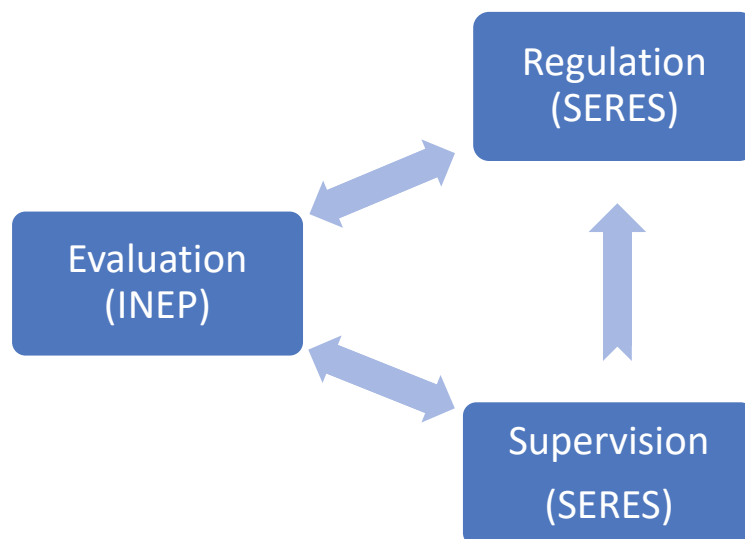 Regulation
(SERES)
Evaluation
(INEP)
Supervision
(SERES)